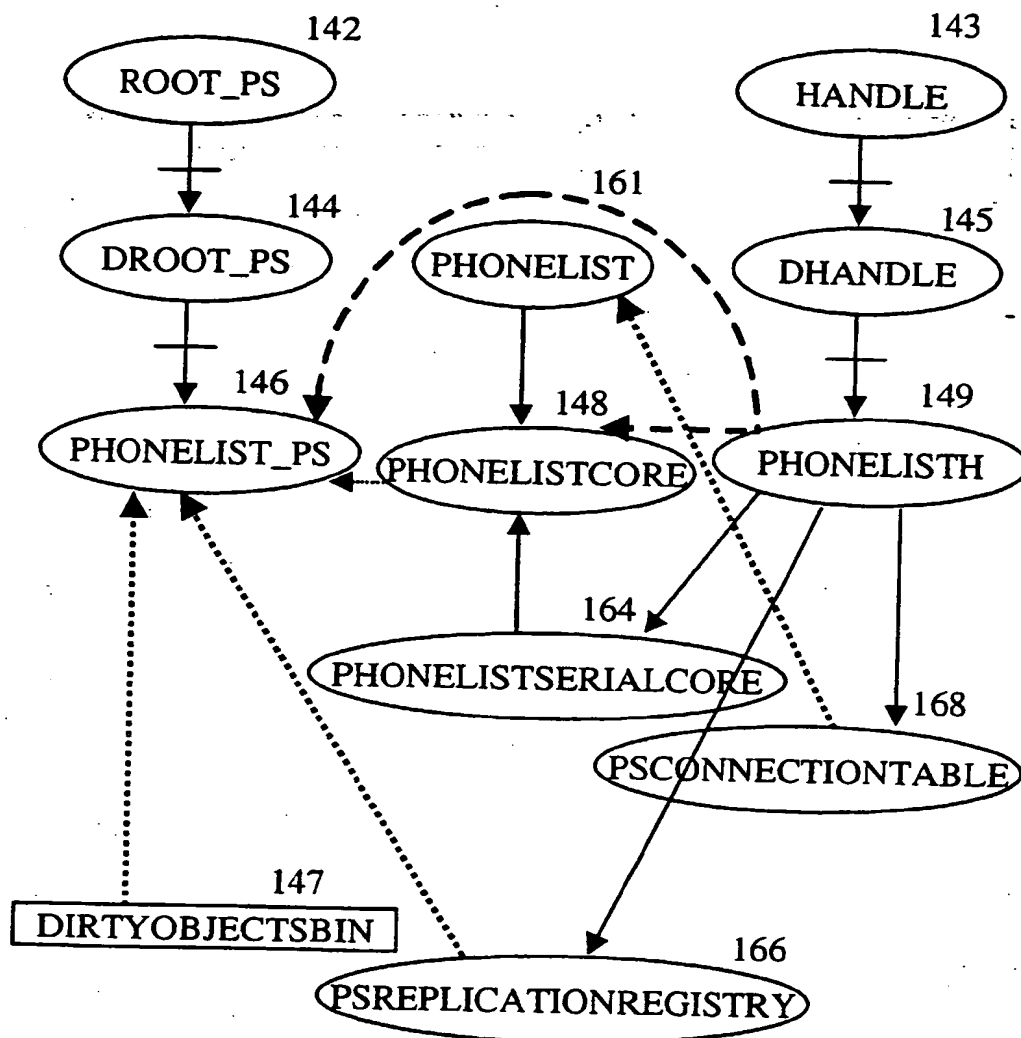 142
ROOT_PS
143
HANDLE
144
DROOT_PS
161
PHONELIST
145
DHANDLE
146
PHONELIST_PS
148
PHONELISTCORE
149
PHONELISTH
164
PHONELISTSERIALCORE
168
PSCONNECTIONTABLE
147
DIRTYOBJECTSBIN
166
PSREPLICATIONREGISTRY